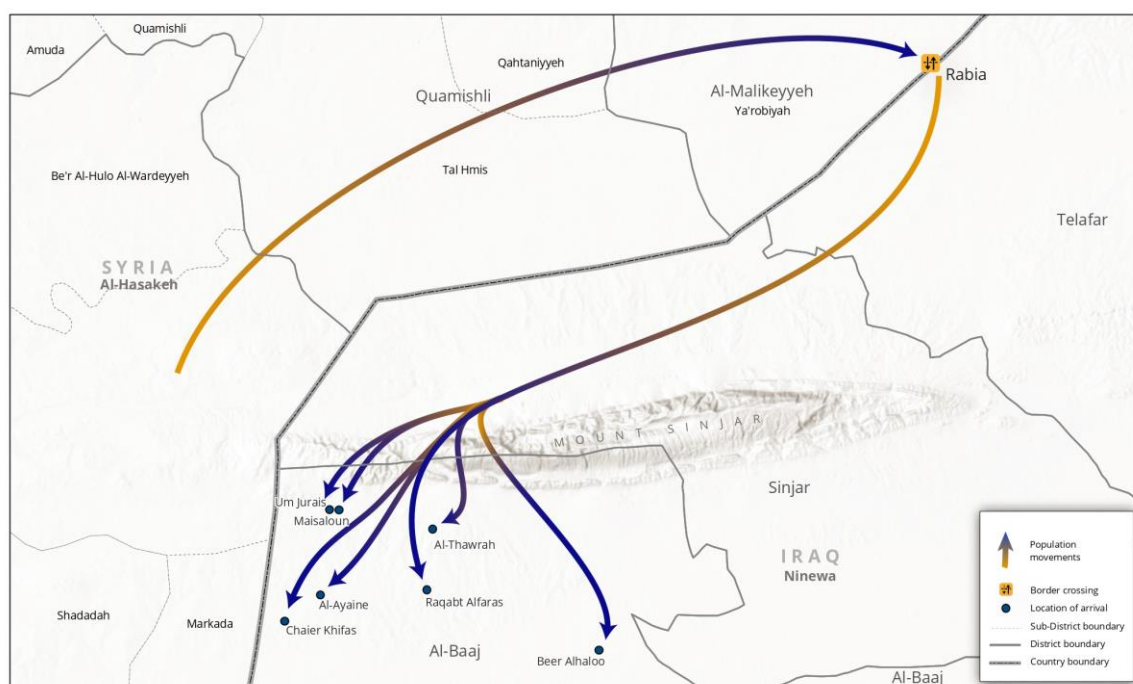 Quamishli
Amuda
Qahtaniyyeh
Quamishli
Al-Malikeyyeh
Ya'robiyah
Rabia
Tal Hmis
Be'r Al-Hulo Al-Wardeyyeh
Telafar
SYRIA
Al-Hasakeh
MOUNT SINJAR
Sinjar
Um Jurais
Maisaloun
Al-Thawrah
IRAQ
Ninewa
Al-Ayaine
Raqabt Alfaras
Shadadah
Markada
Chaier Khifas
Al-Baaj
Beer Alhaloo
Al-Baaj
Population
movements
Border crossing
Location of arrival
Sub-District boundary
District boundary
Country boundary